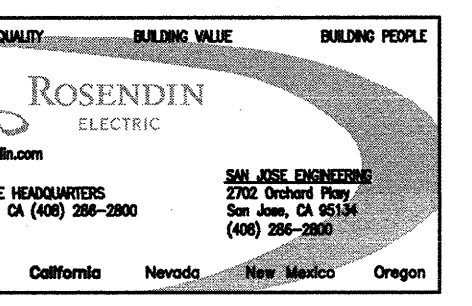 QUALITY BUILDING VALUE BUILDING PEOPLE
ROSENDIN
ELECTRIC
din.com
E HEADQUARTERS
CA (408) 286-2800
SAN JOSE ENGINEERING
2702 Orchard Pkwy
San Jose, CA 95134
(408) 286-2800
California Nevada New Mexico Oregon